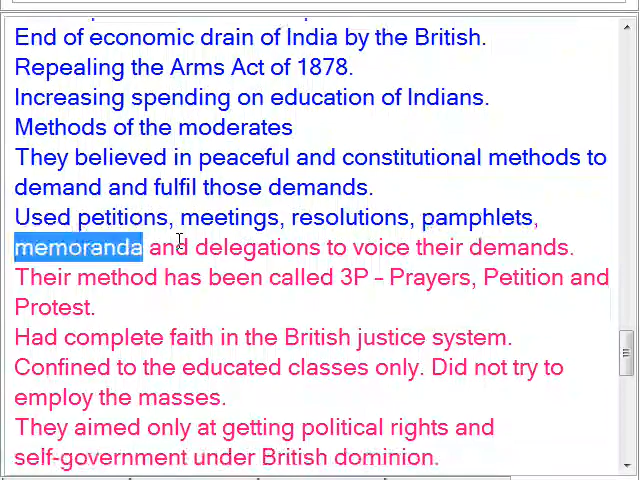 End of economic drain of India by the British.
Repealing the Arms Act of 1878.
Increasing spending on education of Indians.
Methods of the moderates
They believed in peaceful and constitutional methods to
demand and fulfil those demands.
Used petitions, meetings, resolutions, pamphlets,
memoranda and delegations to voice their demands.
Their method has been called 3P – Prayers, Petition and
Protest.
Had complete faith in the British justice system.
Confined to the educated classes only. Did not try to
employ the masses.
They aimed only at getting political rights and
self-government under British dominion.